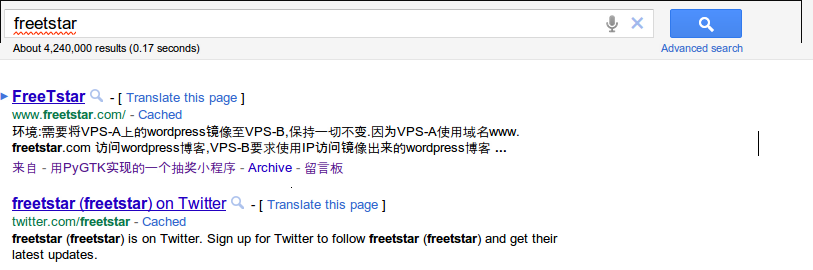 freetstar
About 4,240,000 results (0.17 seconds)
Advanced search
FreeTstar - [ Translate this page ]
www.freetstar.com/ - Cached
环境:需要将VPS-A上的wordpress镜像至VPS-B,保持一切不变.因为VPS-A使用域名www.
freetstar.com 访问wordpress博客,VPS-B要求使用IP访问镜像出来的wordpress博客 ...
来自 - 用PyGTK实现的一个抽奖小程序 - Archive - 留言板
freetstar (freetstar) on Twitter - [ Translate this page ]
twitter.com/freetstar - Cached
freetstar (freetstar) is on Twitter. Sign up for Twitter to follow freetstar (freetstar) and get their
latest updates.